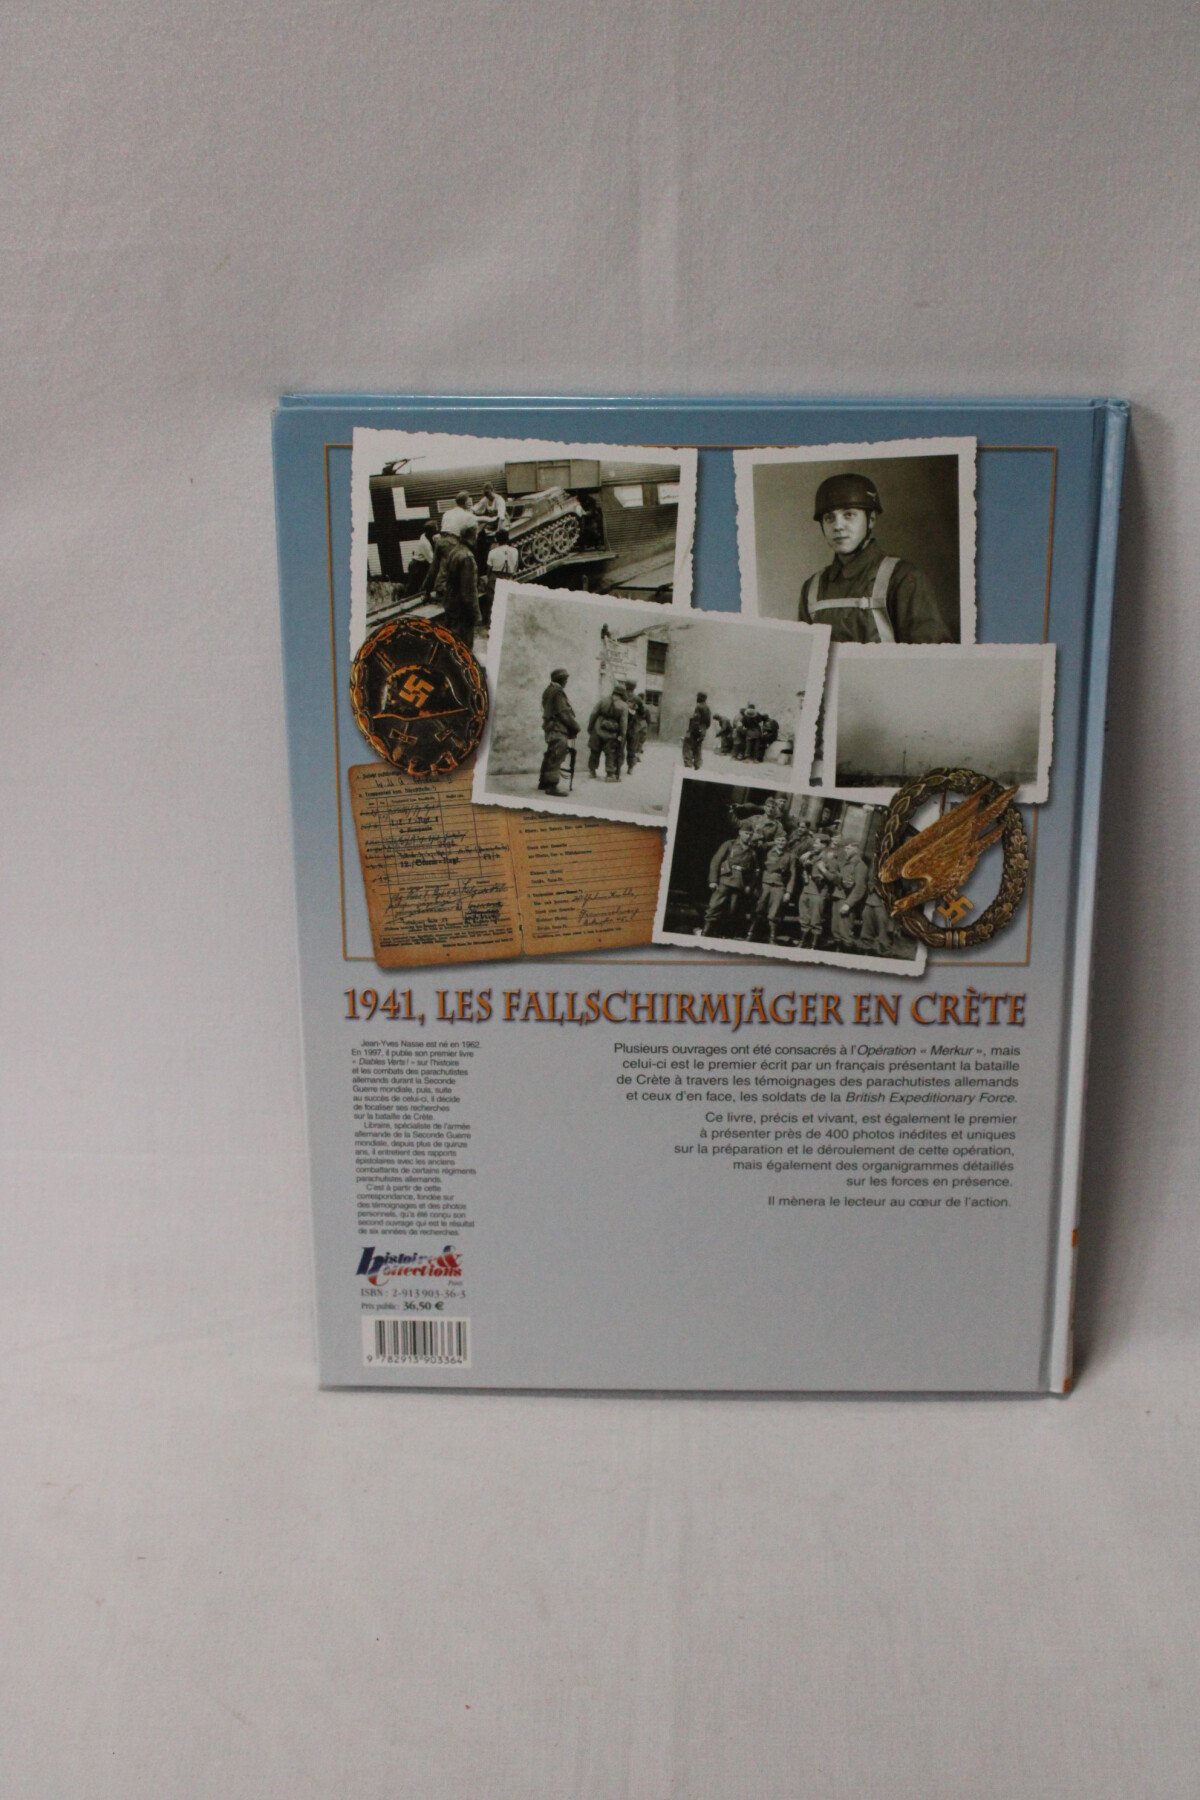 1941, LES FALLSCHIRMJÄGER EN CRÈTE
Jean-Yves Nasse est né en 1962.
En 1997, il publie son premier livre
« Diables Verts! » sur l'histoire
et les combats des parachutistes
allemands durant la Seconde
Guerre mondiale, puis, suite
au succès de celui-ci, il décide
de focaliser ses recherches
sur la bataille de Crète.
Libraire, spécialiste de l'armée
allemande de la Seconde Guerre
mondiale, depuis plus de quinze
ans, il entretient des rapports
épistolaires avec les anciens
combattants de certains régiments
parachutistes allemands.
C'est à partir de cette
correspondance, fondée sur
des témoignages et des photos
personnels, qu'a été conçu son
second ouvrage qui est le résultat
de six années de recherches.
Plusieurs ouvrages ont été consacrés à l'Opération « Merkur », mais
celui-ci est le premier écrit par un français présentant la bataille
de Crète à travers les témoignages des parachutistes allemands
et ceux d'en face, les soldats de la British Expeditionary Force.
Ce livre, précis et vivant, est également le premier
à présenter près de 400 photos inédites et uniques
sur la préparation et le déroulement de cette opération,
mais également des organigrammes détaillés
sur les forces en présence.
Il mènera le lecteur au cœur de l'action.
histoire &
Collections
Paris
ISBN : 2-913 903-36-3
Prix public : 36,50 €
9 782913 903364